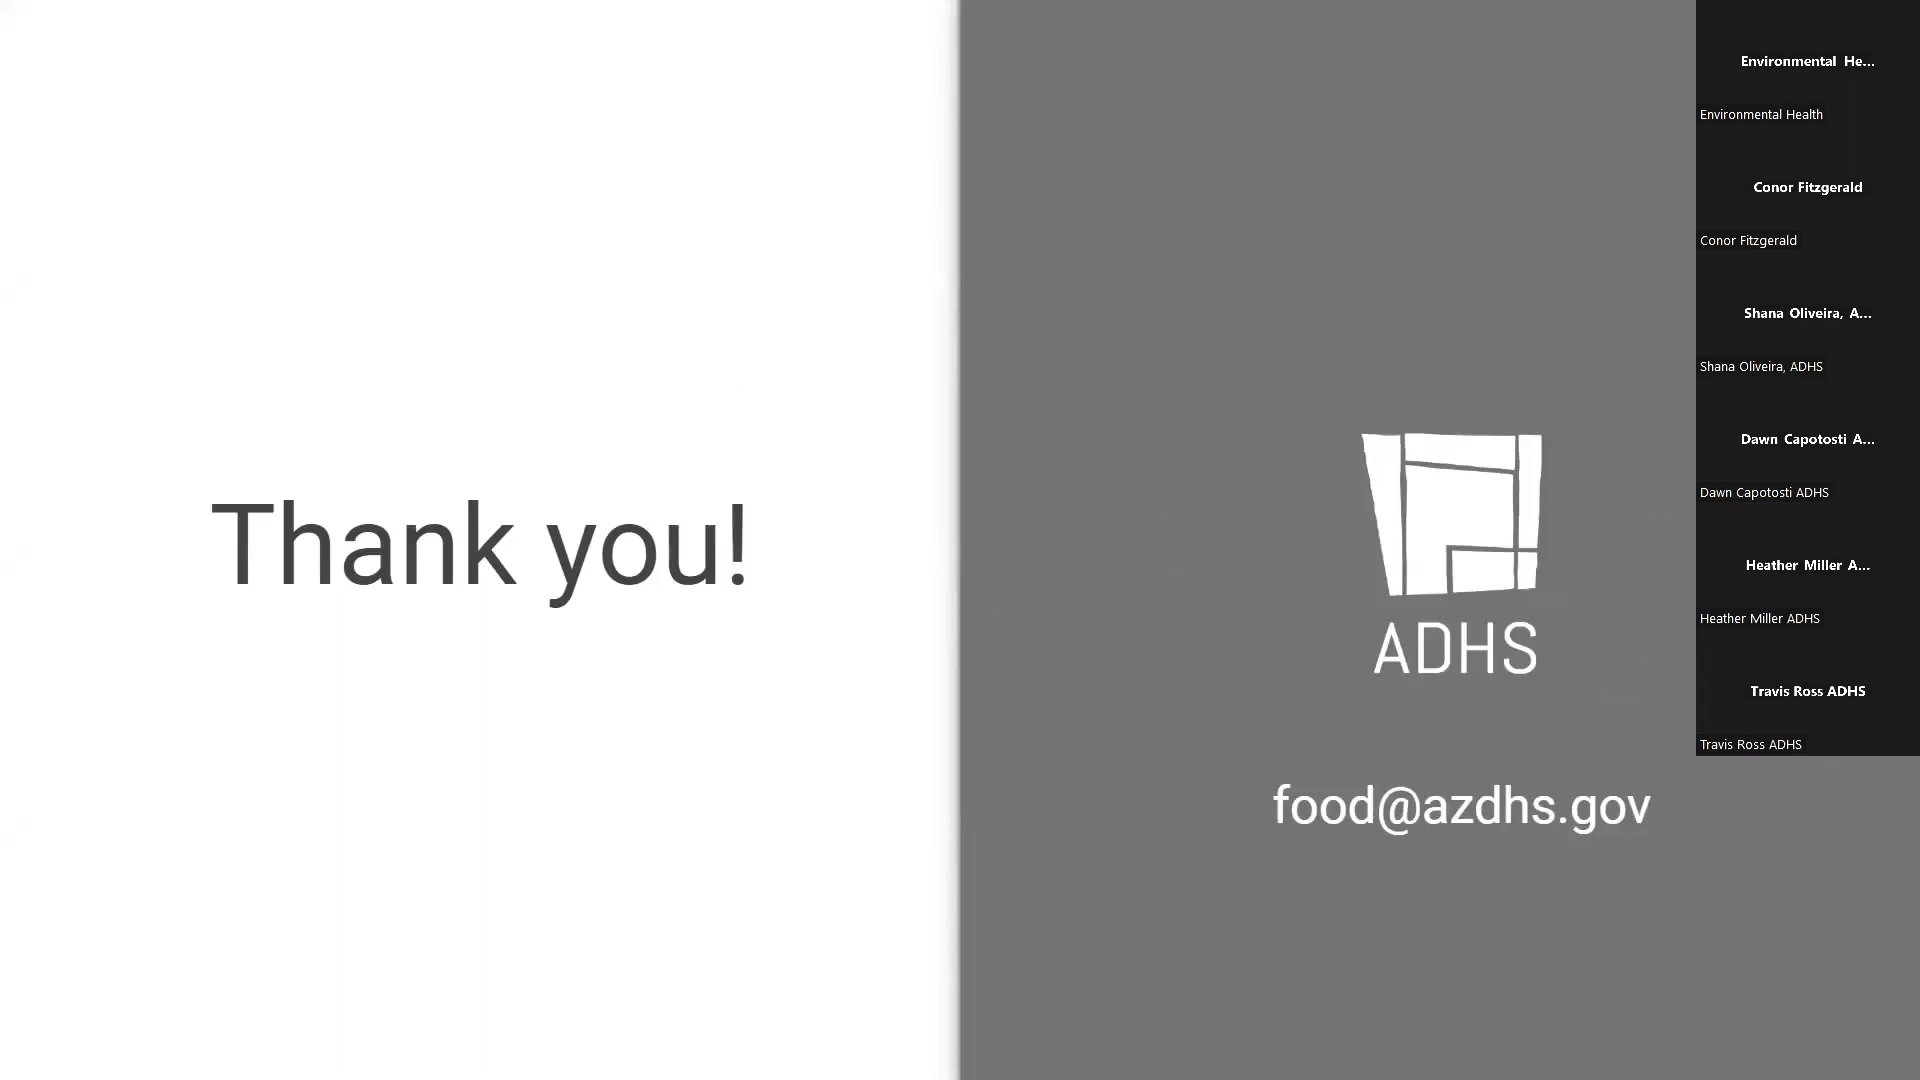 Thank you!
ADHS
food@azdhs.gov
Environmental He...
Environmental Health
Conor Fitzgerald
Conor Fitzgerald
Shana Oliveira, A...
Shana Oliveira, ADHS
Dawn Capotosti A...
Dawn Capotosti ADHS
Heather Miller A...
Heather Miller ADHS
Travis Ross ADHS
Travis Ross ADHS